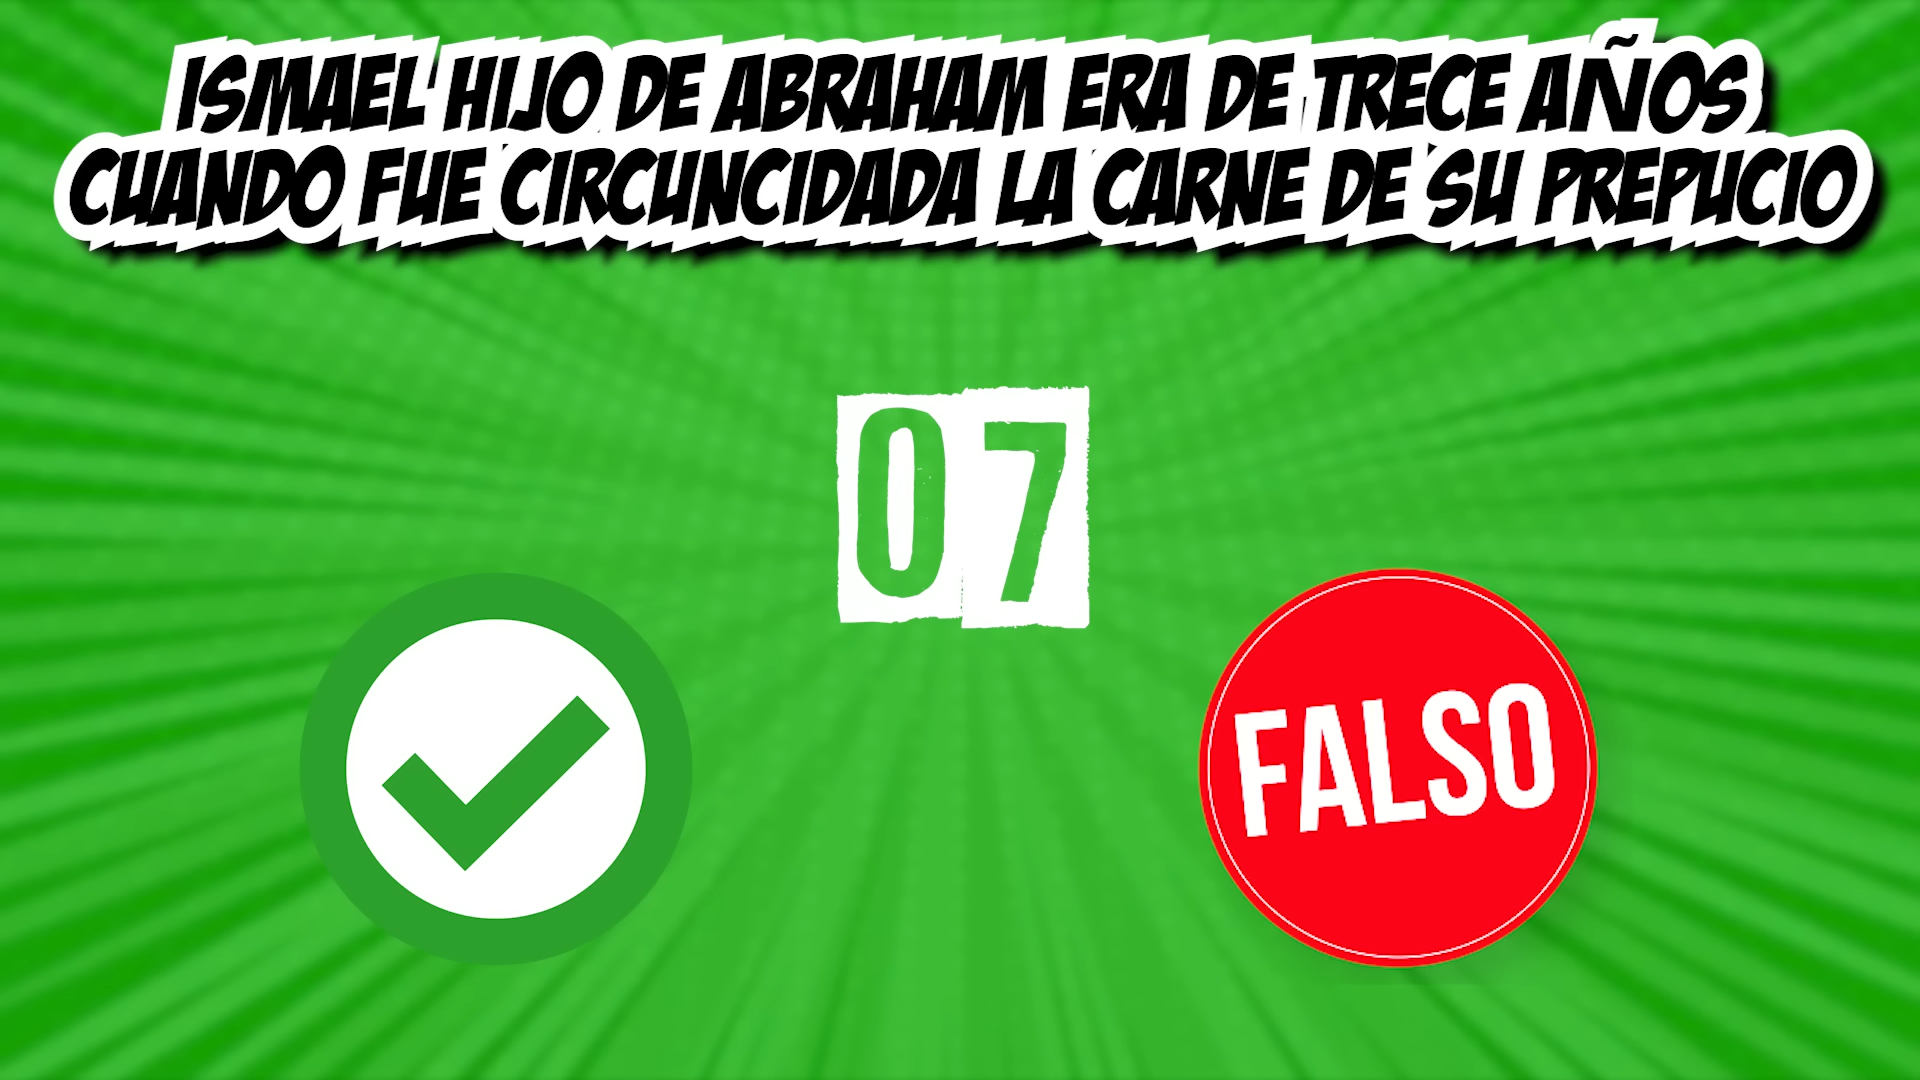 ISMAEL HIJO DE ABRAHAM ERA DE TRECE AÑOS
CUANDO FUE CIRCUNCIDADA LA CARNE DE SU PREPUCIO
07
FALSO